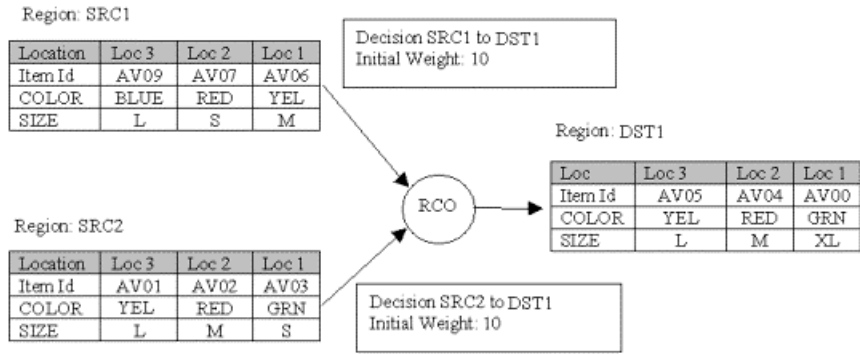 Region: SRC1
Location Loc 3 Loc 2 Loc 1
Item Id AV09 AV07 AV06
COLOR BLUE RED YEL
SIZE L S M
Decision SRC1 to DST1
Initial Weight: 10
Region: DST1
Loc Loc 3 Loc 2 Loc 1
Item Id AV05 AV04 AV00
COLOR YEL RED GRN
SIZE L M XL
RCO
Region: SRC2
Location Loc 3 Loc 2 Loc 1
Item Id AV01 AV02 AV03
COLOR YEL RED GRN
SIZE L M S
Decision SRC2 to DST1
Initial Weight: 10